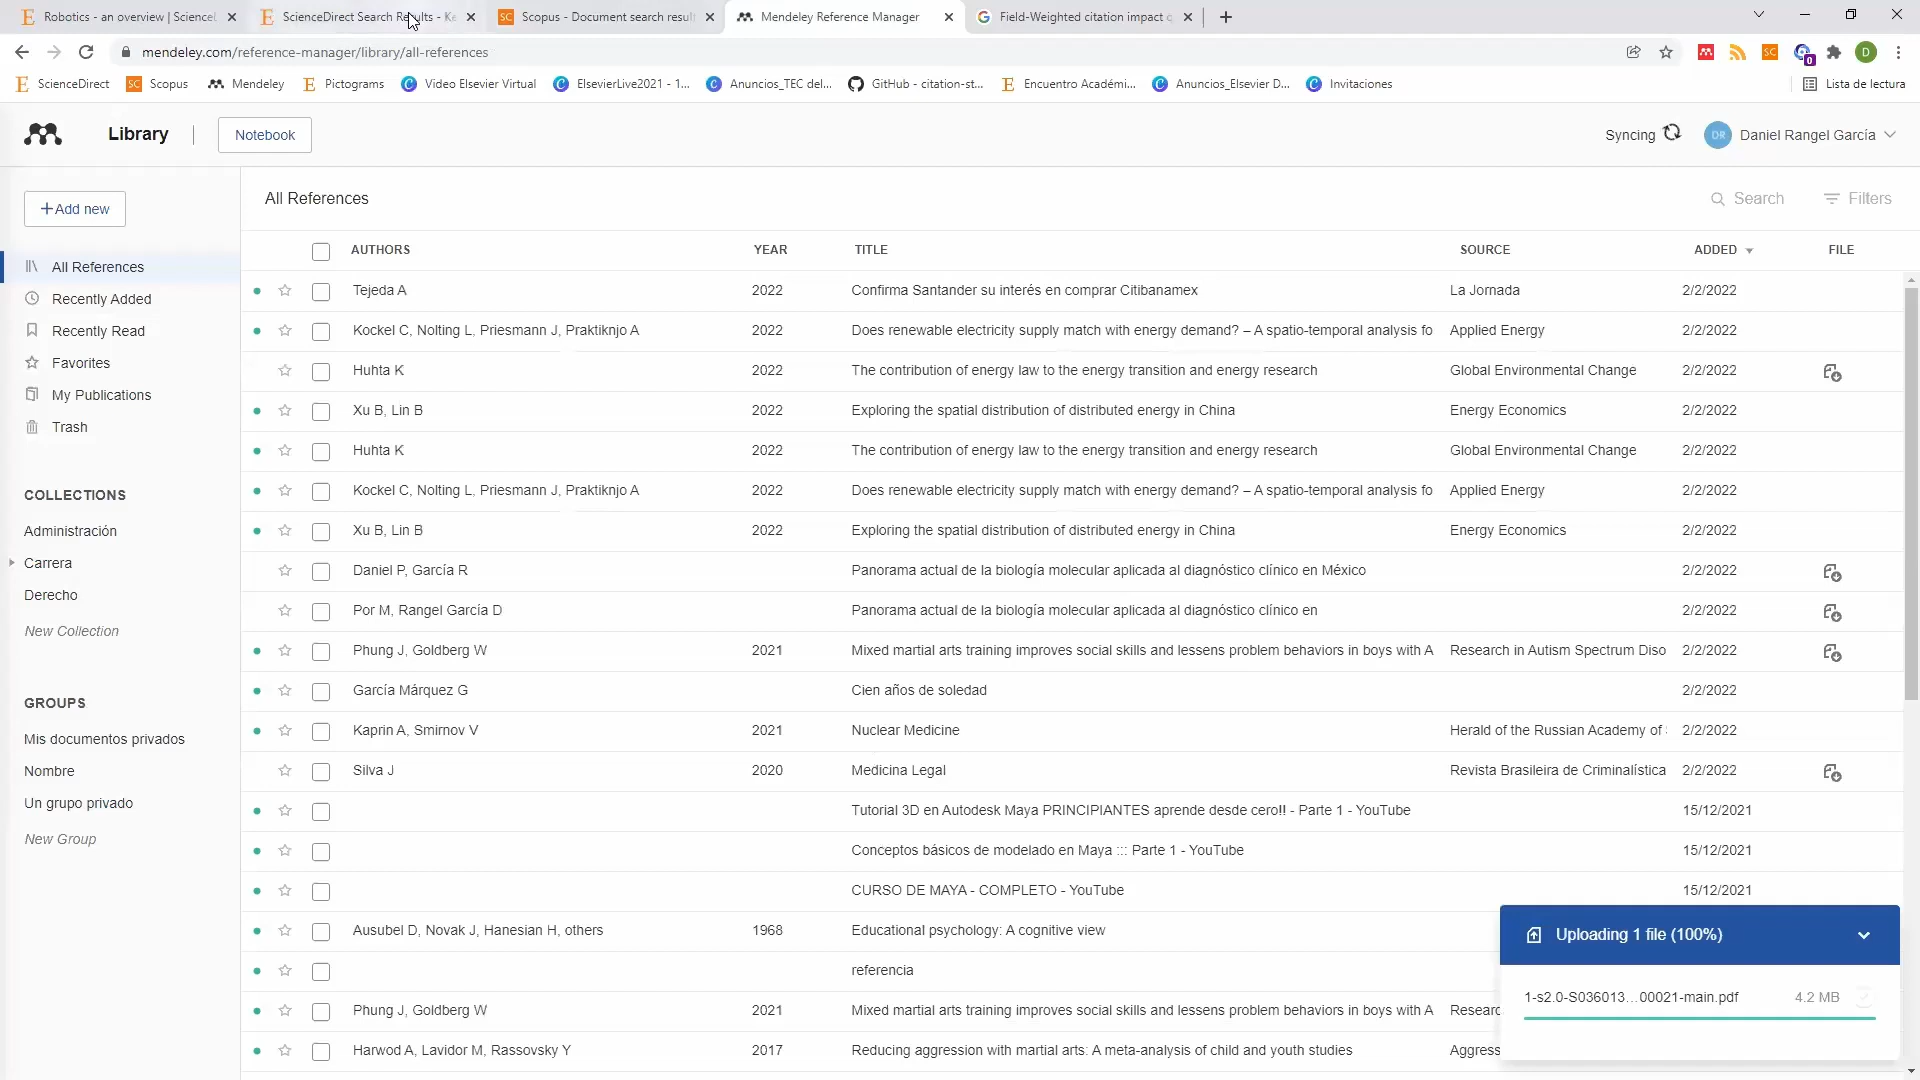 Robotics - an overview | Science
ScienceDirect Search Results - Ke
Scopus - Document search result
Mendeley Reference Manager
Field-Weighted citation impact
mendeley.com/reference-manager/library/all-references
ScienceDirect
Scopus
Mendeley
Pictograms
Video Elsevier Virtual
ElsevierLive2021 - 1...
Anuncios_TEC del...
GitHub - citation-st...
Encuentro Académi...
Anuncios_Elsevier D...
Invitaciones
Lista de lectura
Library
Notebook
Syncing
DR Daniel Rangel García
+Add new
All References
Recently Added
Recently Read
Favorites
My Publications
Trash
COLLECTIONS
Administración
Carrera
Derecho
New Collection
GROUPS
Mis documentos privados
Nombre
Un grupo privado
New Group
All References
Search
Filters
AUTHORS YEAR TITLE SOURCE ADDED FILE
Tejeda A 2022 Confirma Santander su interés en comprar Citibanamex La Jornada 2/2/2022
Kockel C, Nolting L, Priesmann J, Praktiknjo A 2022 Does renewable electricity supply match with energy demand? – A spatio-temporal analysis fo Applied Energy 2/2/2022
Huhta K 2022 The contribution of energy law to the energy transition and energy research Global Environmental Change 2/2/2022
Xu B, Lin B 2022 Exploring the spatial distribution of distributed energy in China Energy Economics 2/2/2022
Huhta K 2022 The contribution of energy law to the energy transition and energy research Global Environmental Change 2/2/2022
Kockel C, Nolting L, Priesmann J, Praktiknjo A 2022 Does renewable electricity supply match with energy demand? – A spatio-temporal analysis fo Applied Energy 2/2/2022
Xu B, Lin B 2022 Exploring the spatial distribution of distributed energy in China Energy Economics 2/2/2022
Daniel P, García R Panorama actual de la biología molecular aplicada al diagnóstico clínico en México 2/2/2022
Por M, Rangel García D Panorama actual de la biología molecular aplicada al diagnóstico clínico en 2/2/2022
Phung J, Goldberg W 2021 Mixed martial arts training improves social skills and lessens problem behaviors in boys with A Research in Autism Spectrum Diso 2/2/2022
García Márquez G Cien años de soledad 2/2/2022
Kaprin A, Smirnov V 2021 Nuclear Medicine Herald of the Russian Academy of 2/2/2022
Silva J 2020 Medicina Legal Revista Brasileira de Criminalística 2/2/2022
Tutorial 3D en Autodesk Maya PRINCIPIANTES aprende desde cero!! - Parte 1 - YouTube 15/12/2021
Conceptos básicos de modelado en Maya ::: Parte 1 - YouTube 15/12/2021
CURSO DE MAYA - COMPLETO - YouTube 15/12/2021
Ausubel D, Novak J, Hanesian H, others 1968 Educational psychology: A cognitive view
referencia
Phung J, Goldberg W 2021 Mixed martial arts training improves social skills and lessens problem behaviors in boys with A Researc
Harwod A, Lavidor M, Rassovsky Y 2017 Reducing aggression with martial arts: A meta-analysis of child and youth studies Aggress
Uploading 1 file (100%)
1-s2.0-S036013...00021-main.pdf 4.2 MB